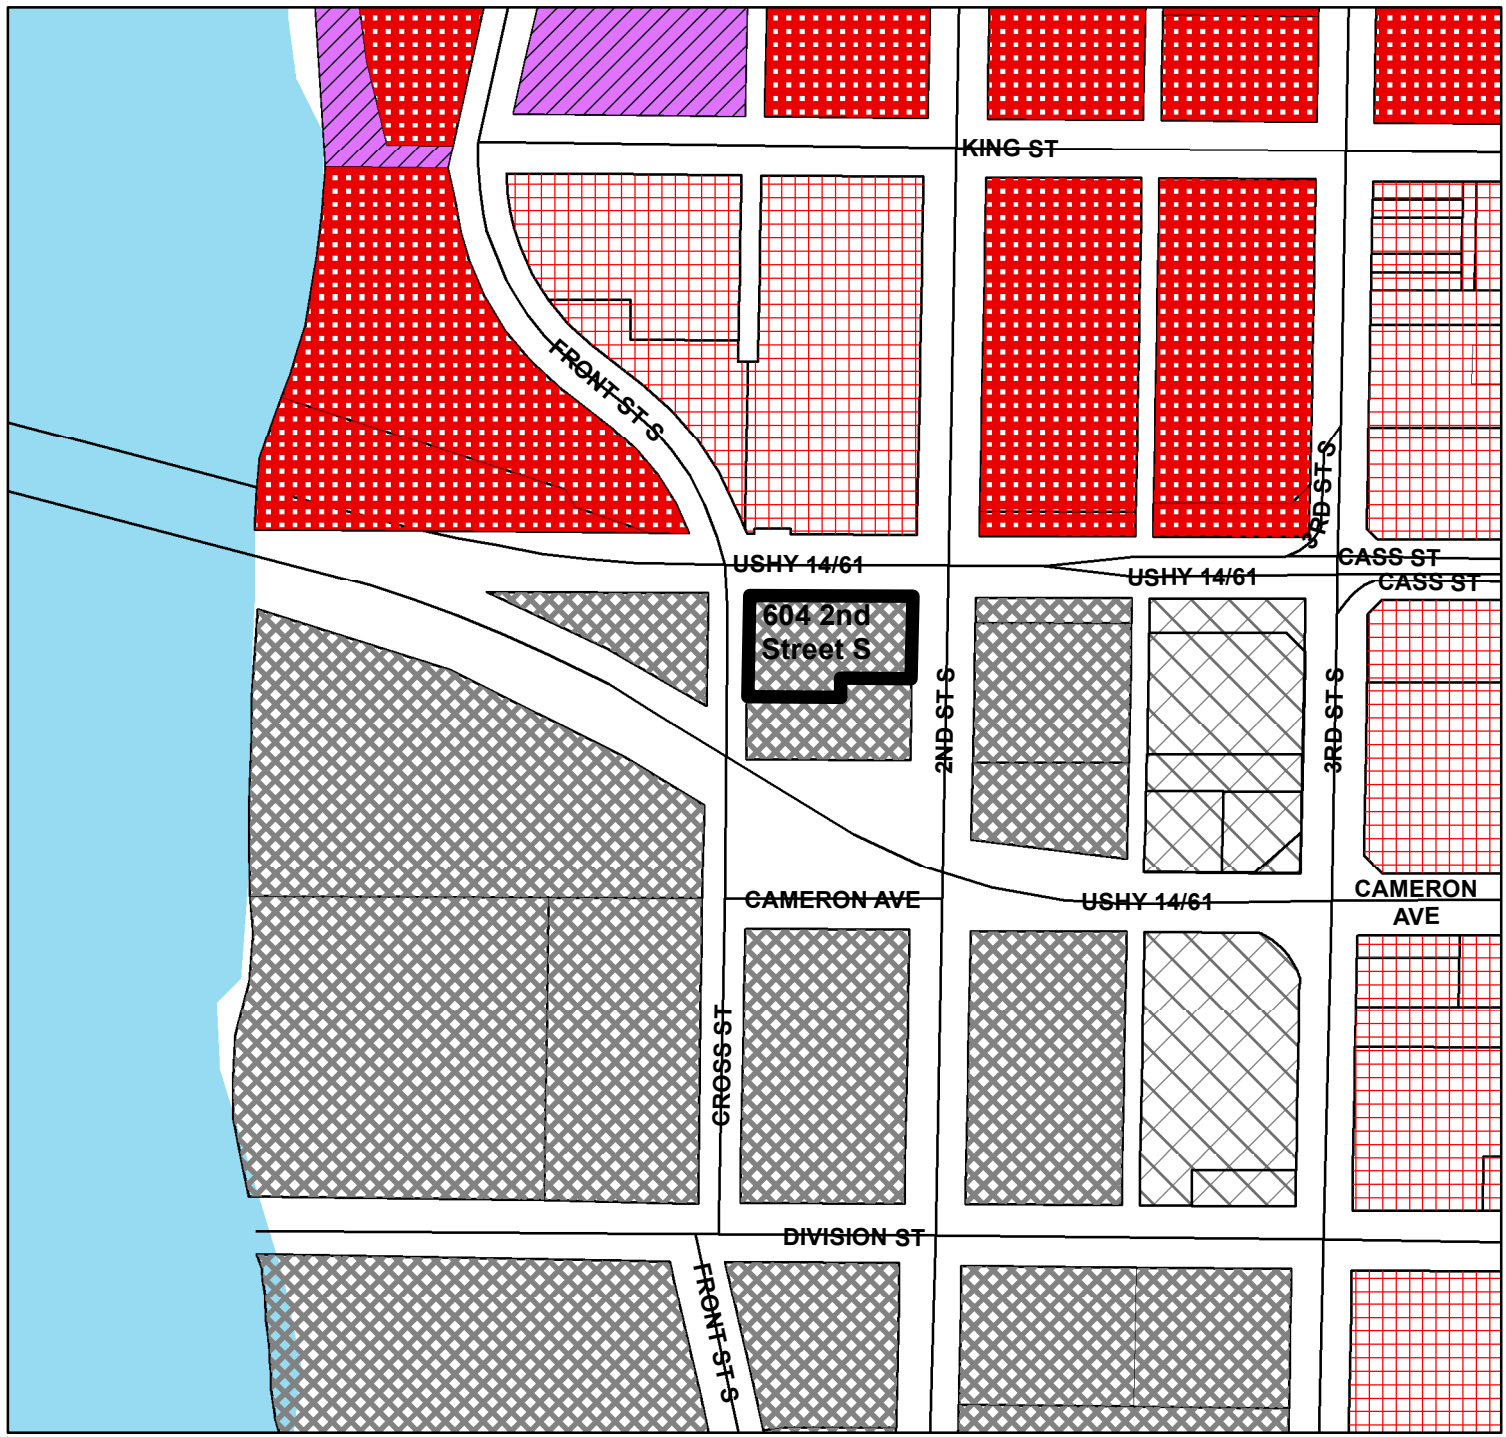 KING ST
FRONT ST S
3RD ST S
USHY 14/61
CASS ST
USHY 14/61
CASS ST
604 2nd
Street S
2ND ST S
3RD ST S
CAMERON AVE
USHY 14/61
CAMERON
AVE
CROSS ST
DIVISION ST
FRONT ST S